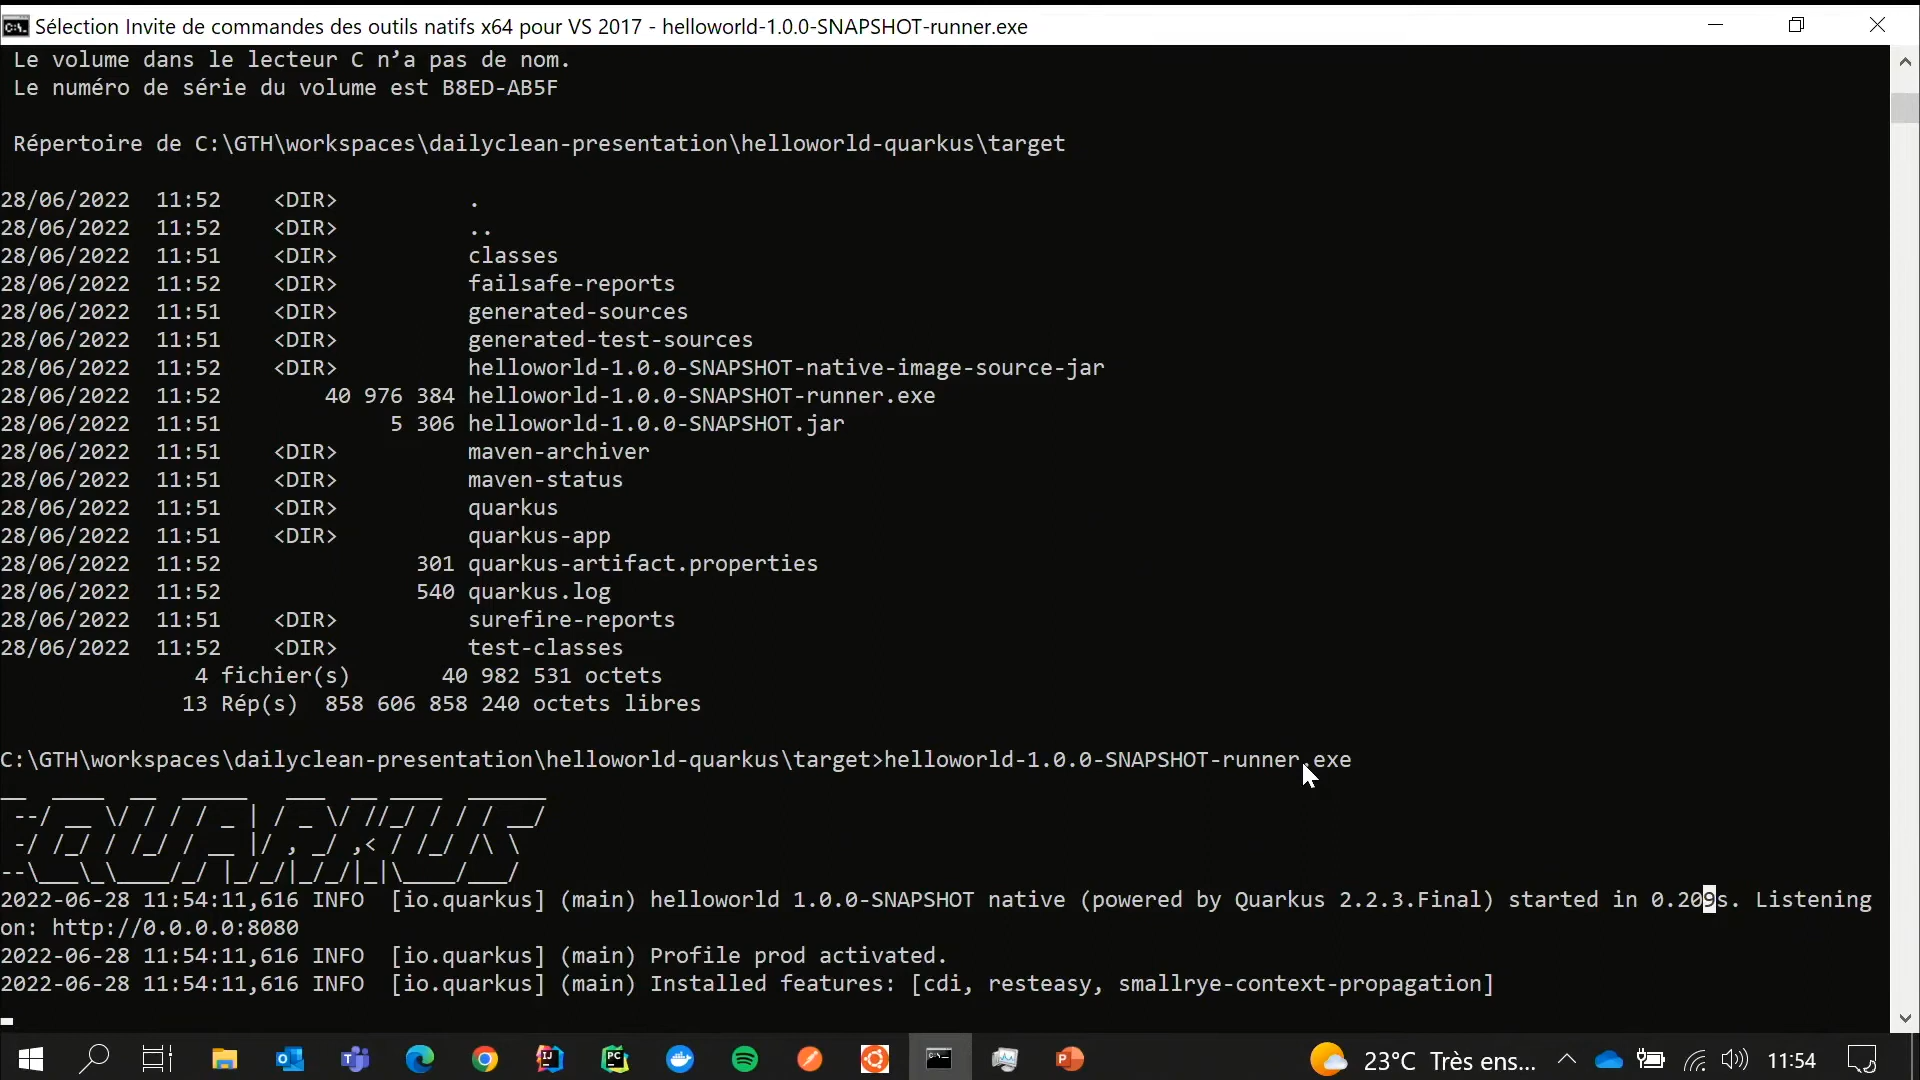 Sélection Invite de commandes des outils natifs x64 pour VS 2017 - helloworld-1.0.0-SNAPSHOT-runner.exe
Le volume dans le lecteur C n’a pas de nom.
Le numéro de série du volume est B8ED-AB5F
Répertoire de C:\GTH\workspaces\dailyclean-presentation\helloworld-quarkus\target
28/06/2022  11:52    <DIR>          .
28/06/2022  11:52    <DIR>          ..
28/06/2022  11:51    <DIR>          classes
28/06/2022  11:52    <DIR>          failsafe-reports
28/06/2022  11:51    <DIR>          generated-sources
28/06/2022  11:51    <DIR>          generated-test-sources
28/06/2022  11:52    <DIR>          helloworld-1.0.0-SNAPSHOT-native-image-source-jar
28/06/2022  11:52        40 976 384 helloworld-1.0.0-SNAPSHOT-runner.exe
28/06/2022  11:51             5 306 helloworld-1.0.0-SNAPSHOT.jar
28/06/2022  11:51    <DIR>          maven-archiver
28/06/2022  11:51    <DIR>          maven-status
28/06/2022  11:51    <DIR>          quarkus
28/06/2022  11:51    <DIR>          quarkus-app
28/06/2022  11:52               301 quarkus-artifact.properties
28/06/2022  11:52               540 quarkus.log
28/06/2022  11:51    <DIR>          surefire-reports
28/06/2022  11:52    <DIR>          test-classes
4 fichier(s)       40 982 531 octets
13 Rép(s)  858 606 858 240 octets libres
C:\GTH\workspaces\dailyclean-presentation\helloworld-quarkus\target>helloworld-1.0.0-SNAPSHOT-runner.exe
QUARKUS
2022-06-28 11:54:11,616 INFO  [io.quarkus] (main) helloworld 1.0.0-SNAPSHOT native (powered by Quarkus 2.2.3.Final) started in 0.209s. Listening
on: http://0.0.0.0:8080
2022-06-28 11:54:11,616 INFO  [io.quarkus] (main) Profile prod activated.
2022-06-28 11:54:11,616 INFO  [io.quarkus] (main) Installed features: [cdi, resteasy, smallrye-context-propagation]
23°C Très ens... 11:54